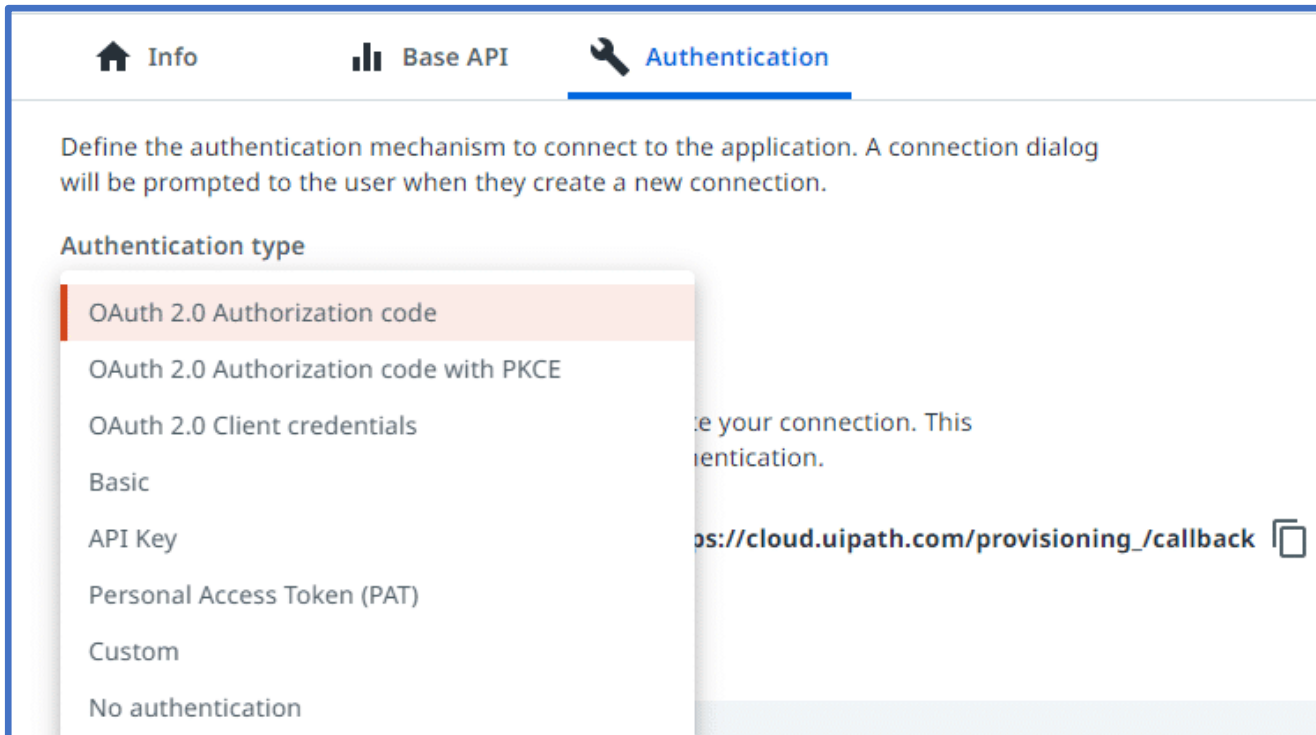 Info
Base API
Authentication
Define the authentication mechanism to connect to the application. A connection dialog
will be prompted to the user when they create a new connection.
Authentication type
OAuth 2.0 Authorization code
OAuth 2.0 Authorization code with PKCE
OAuth 2.0 Client credentials
your connection. This
Basic
API Key
://cloud.uipath.com/provisioning_/callback
Personal Access Token (PAT)
Custom
No authentication